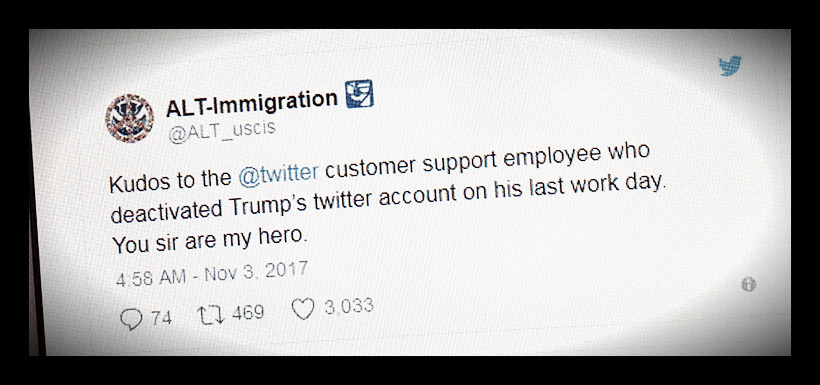 ALT-Immigration
@ALT_uscis
Kudos to the @twitter customer support employee who
deactivated Trump's twitter account on his last work day.
You sir are my hero.
4:58 AM - Nov 3, 2017
74 469 3,033